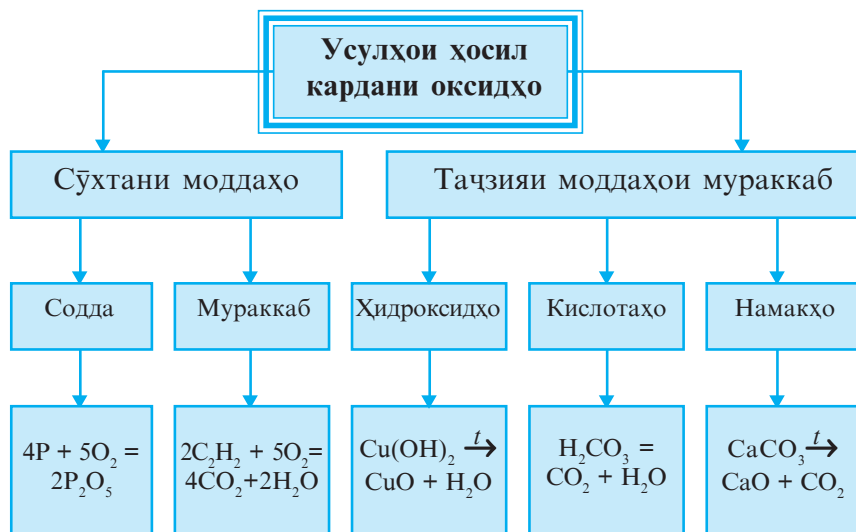 Усулҳои ҳосил
кардани оксидҳо
Сӯхтани моддаҳо
Таҷзияи моддаҳои мураккаб
Содда
Мураккаб
Ҳидроксидҳо
Кислотаҳо
Намакҳо
4P + 5O₂ =
2P₂O₅
2C₂H₂ + 5O₂=
4CO₂+2H₂O
Cu(OH)₂ t→
CuO + H₂O
H₂CO₃ =
CO₂ + H₂O
CaCO₃ t→
CaO + CO₂